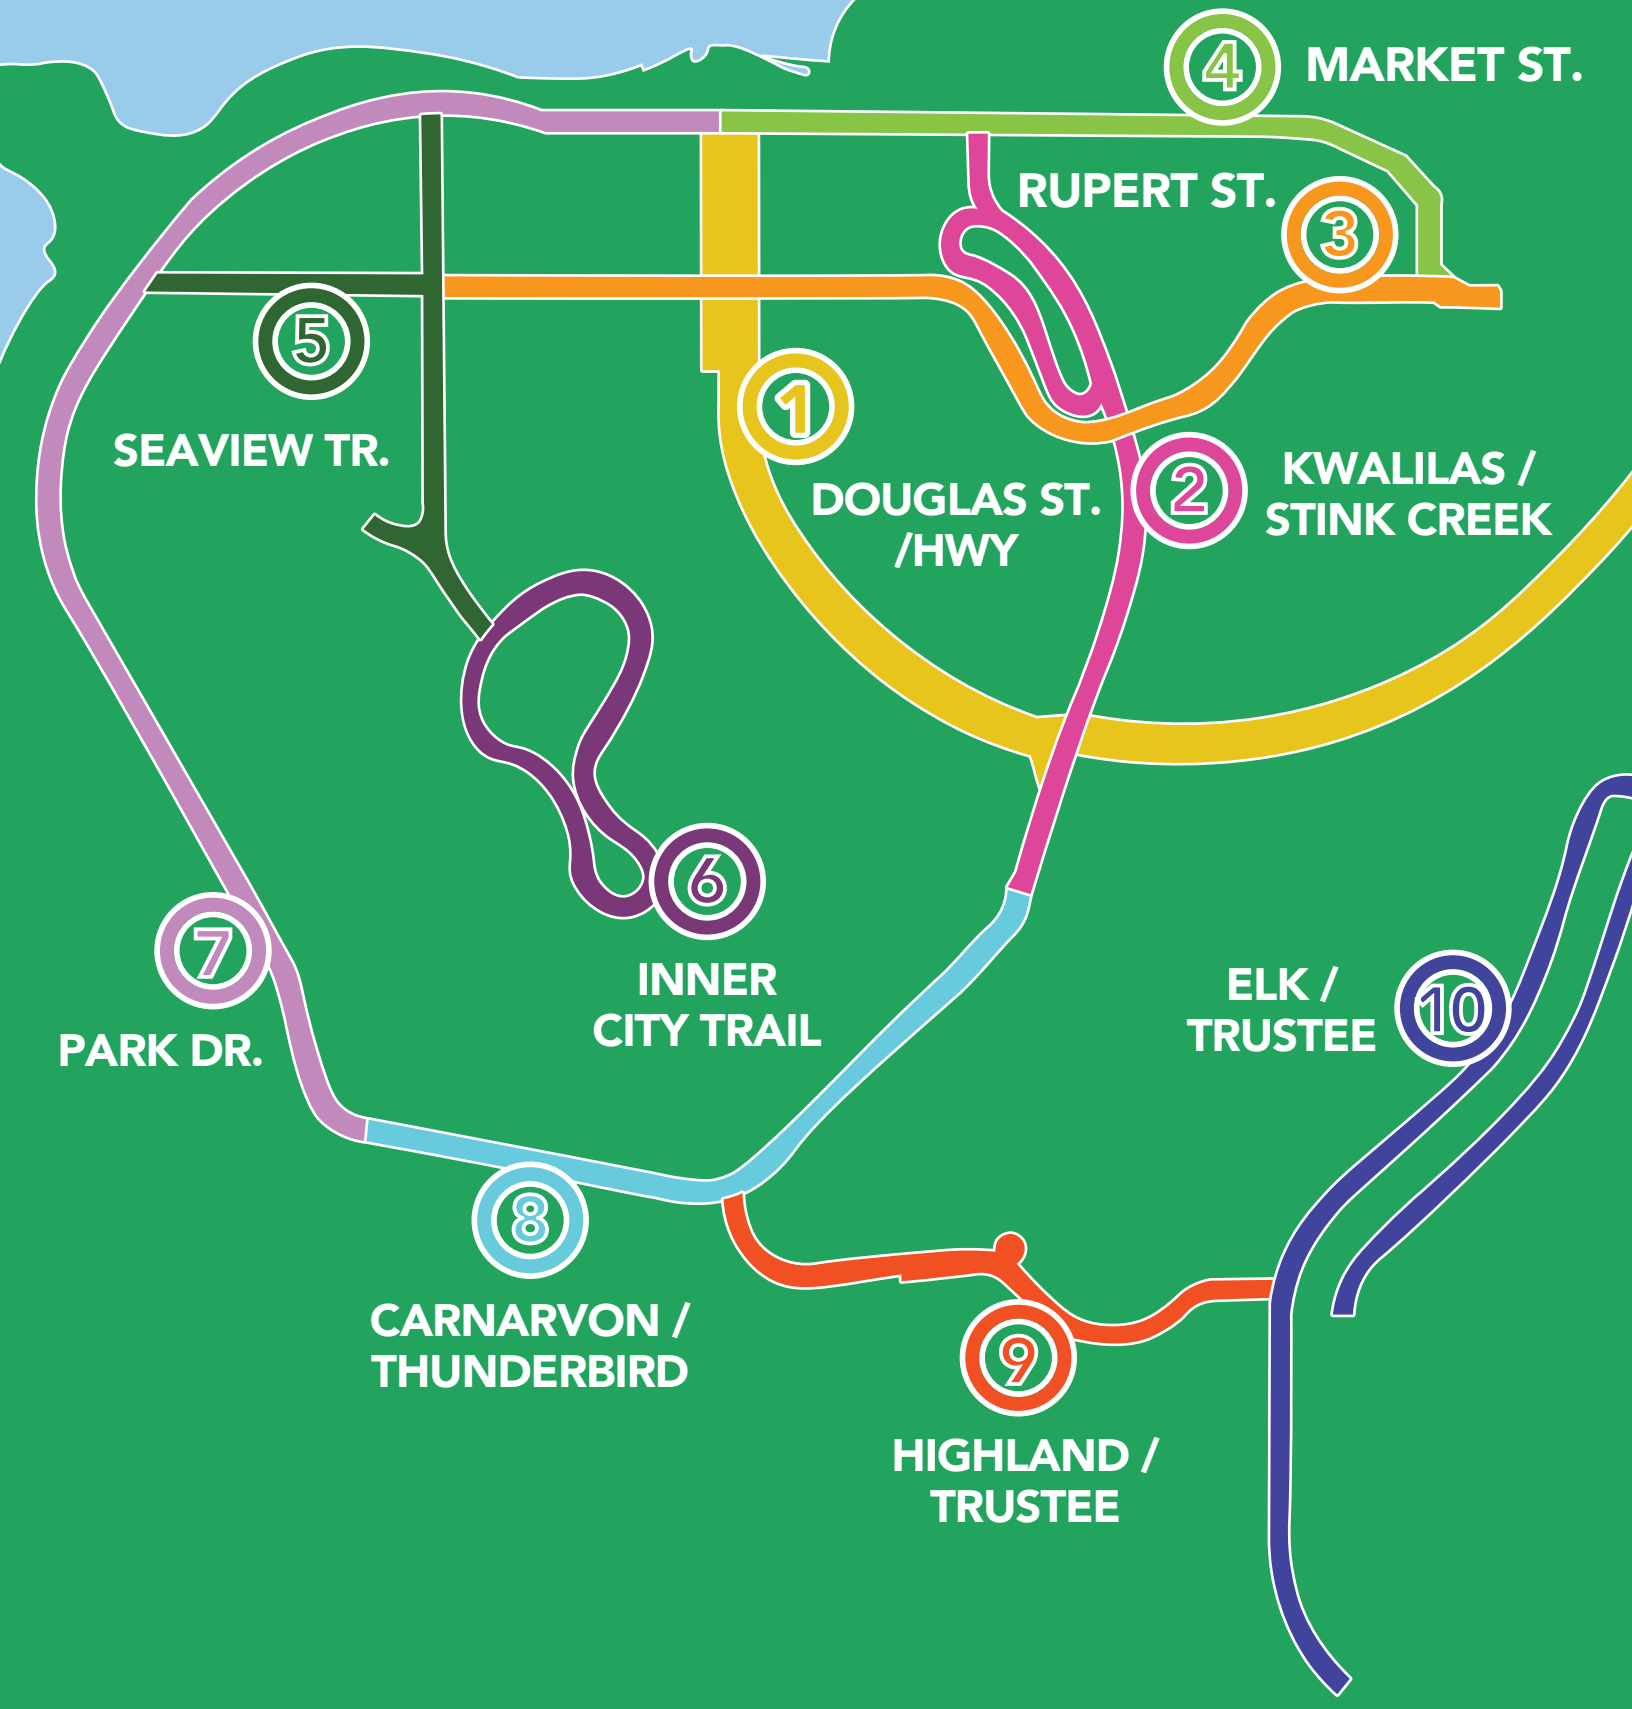 4
MARKET ST.
RUPERT ST.
3
5
1
SEAVIEW TR.
2
KWALILAS /
STINK CREEK
DOUGLAS ST.
/HWY
6
7
INNER
CITY TRAIL
ELK /
TRUSTEE
10
PARK DR.
8
CARNARVON /
THUNDERBIRD
9
HIGHLAND /
TRUSTEE